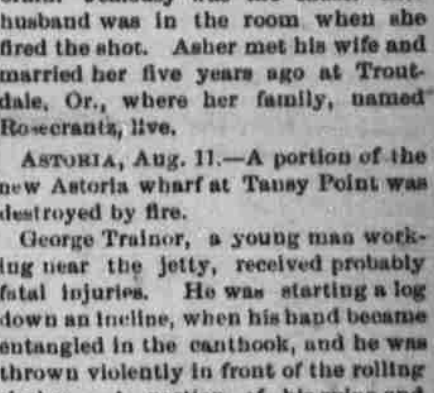 husband was in the room when she
fired the shot. Asher met his wife and
married her five years ago at Trout-
dale, Or., where her family, named
Rosecrantz, live.
ASTORIA, Aug. 11.—A portion of the
new Astoria wharf at Tansy Point was
destroyed by fire.
George Trainor, a young man work-
ing near the jetty, received probably
fatal injuries. He was starting a log
down an incline, when his hand became
entangled in the canthook, and he was
thrown violently in front of the rolling